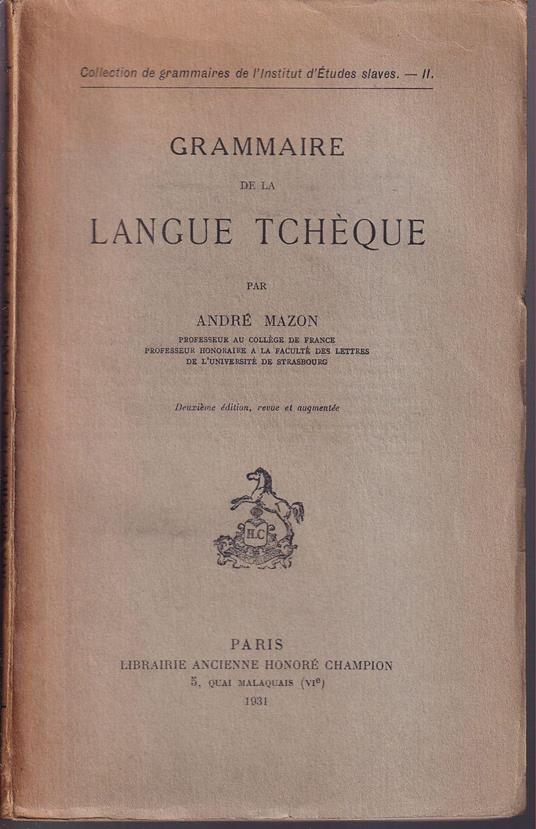 Collection de grammaires de l'Institut d'Études slaves. — II.
GRAMMAIRE
DE LA
LANGUE TCHÈQUE
PAR
ANDRÉ MAZON
PROFESSEUR AU COLLÈGE DE FRANCE
PROFESSEUR HONORAIRE A LA FACULTÉ DES LETTRES
DE L'UNIVERSITÉ DE STRASBOURG
Deuxième édition, revue et augmentée
H.C
PARIS
LIBRAIRIE ANCIENNE HONORÉ CHAMPION
5, QUAI MALAQUAIS (VIe)
1931